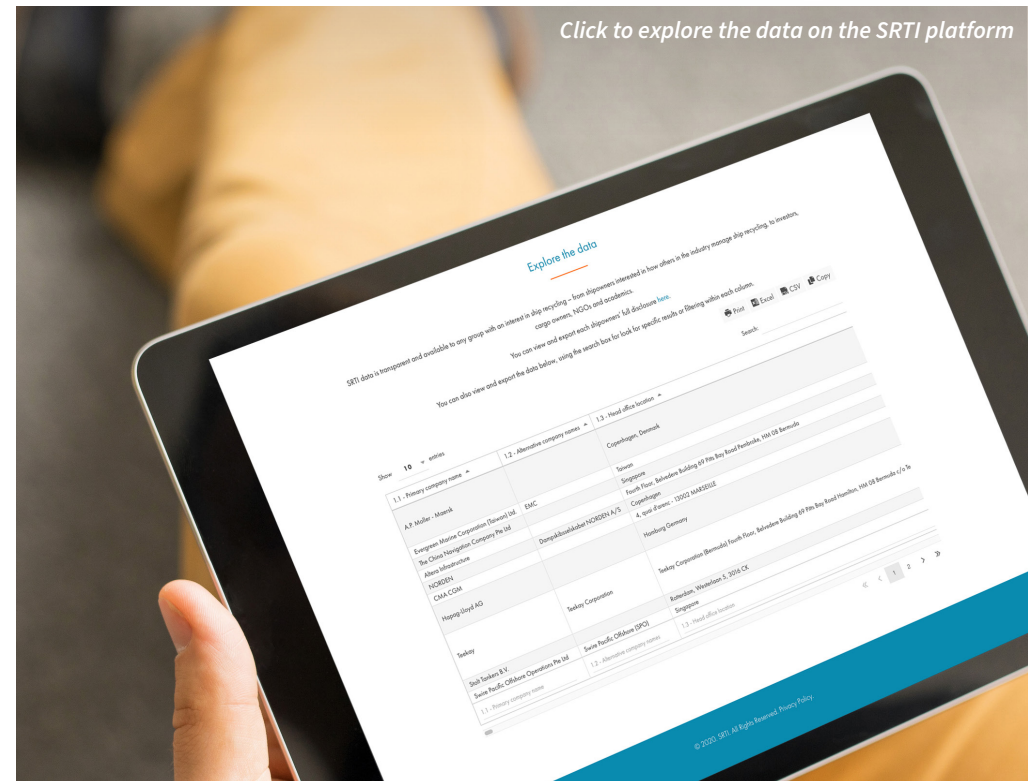 Click to explore the data on the SRTI platform
Explore the data
SRTI data is transparent and available to any group with an interest in ship recycling – from shipowners interested in how others in the industry manage ship recycling, to investors,
cargo owners, NGOs and academics.
You can view and export each shipowners' full disclosure here.
You can also view and export the data below, using the search box for look for specific results or filtering within each column.
Print Excel CSV Copy
Search:
Show 10 entries
1.1 - Primary company name 1.2 - Alternative company names 1.3 - Head office location
A.P. Moller - Maersk Copenhagen, Denmark
Evergreen Marine Corporation (Taiwan) Ltd. EMC Taiwan
The China Navigation Company Pte Ltd Singapore
Altera Infrastructure Fourth Floor, Belvedere Building 69 Pitts Bay Road Pembroke, HM 08 Bermuda
NORDEN Dampskibsselskabet NORDEN A/S Copenhagen
CMA CGM 4, quai d'arenc - 13002 MARSEILLE
Hapag-Lloyd AG Hamburg Germany
Teekay Teekay Corporation Teekay Corporation (Bermuda) Fourth Floor, Belvedere Building 69 Pitts Bay Road Hamilton, HM 08 Bermuda c/o Te
Stolt Tankers B.V. Rotterdam, Westerlaan 5, 3016 CK
Swire Pacific Offshore Operations Pte Ltd Swire Pacific Offshore (SPO) Singapore
1.1 - Primary company name 1.2 - Alternative company names 1.3 - Head office location
« ‹ 1 2 › »
© 2020. SRTI. All Rights Reserved. Privacy Policy.